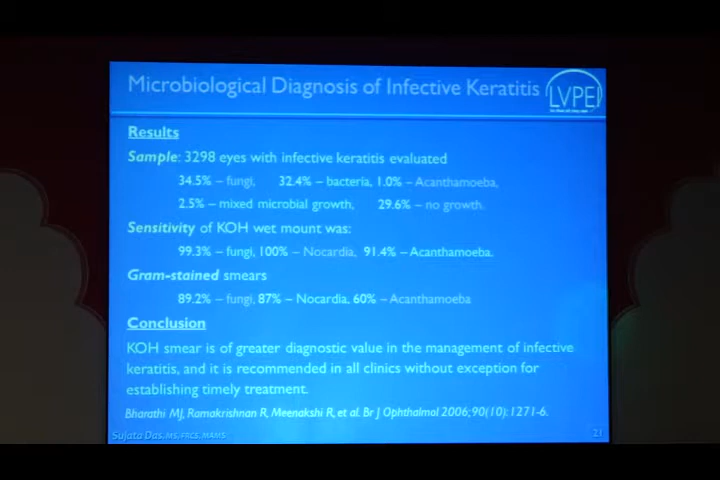 Microbiological Diagnosis of Infective Keratitis
LVPEI
Results
Sample: 3298 eyes with infective keratitis evaluated
34.5% – fungi, 32.4% – bacteria, 1.0% – Acanthamoeba,
2.5% – mixed microbial growth, 29.6% – no growth.
Sensitivity of KOH wet mount was:
99.3% – fungi, 100% – Nocardia, 91.4% – Acanthamoeba.
Gram-stained smears
89.2% – fungi, 87% – Nocardia, 60% – Acanthamoeba
Conclusion
KOH smear is of greater diagnostic value in the management of infective
keratitis, and it is recommended in all clinics without exception for
establishing timely treatment.
Bharathi MJ, Ramakrishnan R, Meenakshi R, et al. Br J Ophthalmol 2006;90(10):1271-6.
Sujata Das, MS, FRCS, MAMS
21